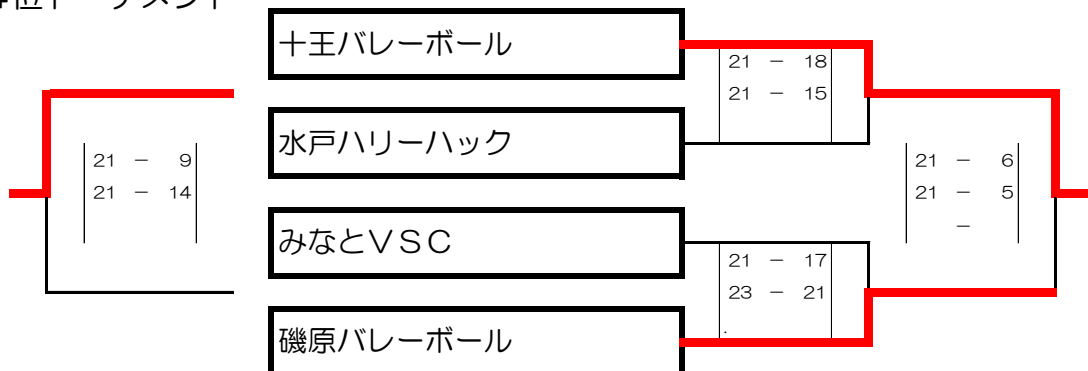 十王バレーボール
21 － 18
21 － 15
水戸ハリーハック
21 － 9
21 － 14
21 － 6
21 － 5
－
みなとＶＳＣ
21 － 17
23 － 21
.
磯原バレーボール